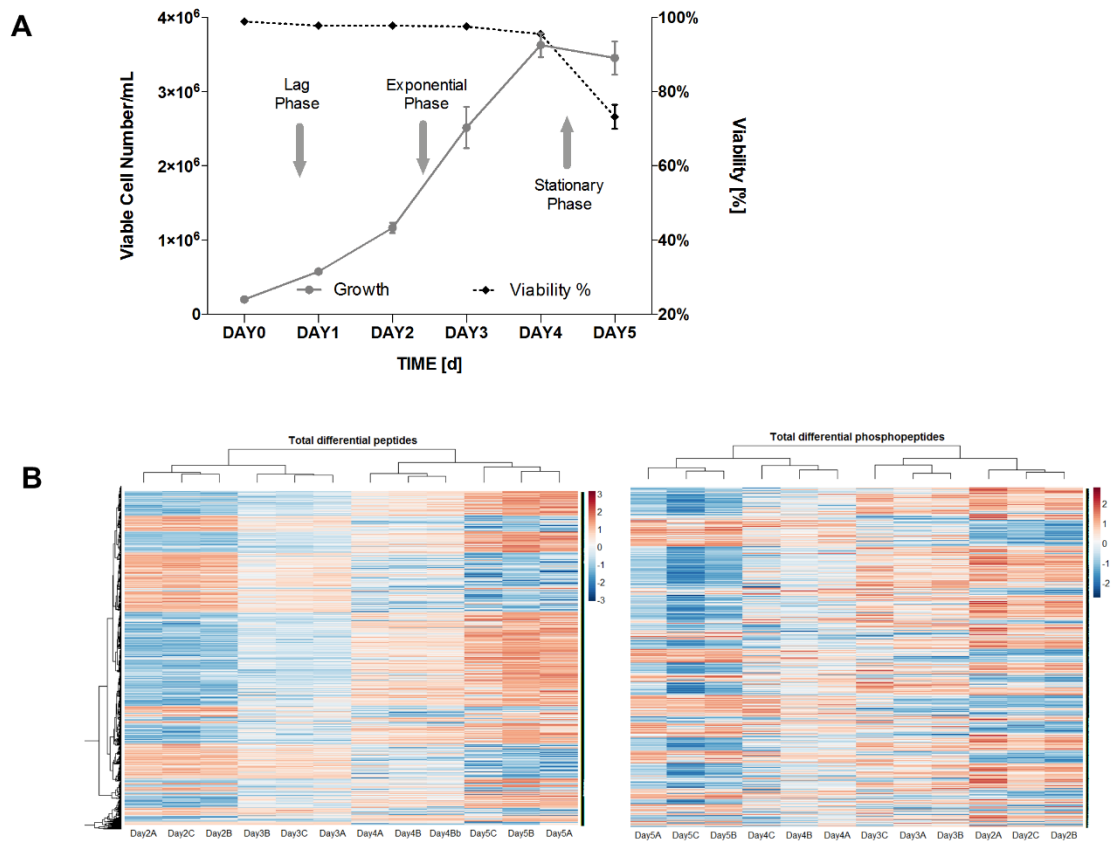 A
4×10⁶
3×10⁶
2×10⁶
1×10⁶
0
Viable Cell Number/mL
100%
80%
60%
40%
20%
Viability [%]
Lag Phase
Exponential Phase
Stationary Phase
Growth
Viability %
DAY0 DAY1 DAY2 DAY3 DAY4 DAY5
TIME [d]
B
Total differential peptides
3
2
1
0
-1
-2
-3
Day2A Day2C Day2B Day3B Day3C Day3A Day4A Day4B Day4Bb Day5C Day5B Day5A
Total differential phosphopeptides
2
1
0
-1
-2
Day5A Day5C Day5B Day4C Day4B Day4A Day3C Day3A Day3B Day2A Day2C Day2B